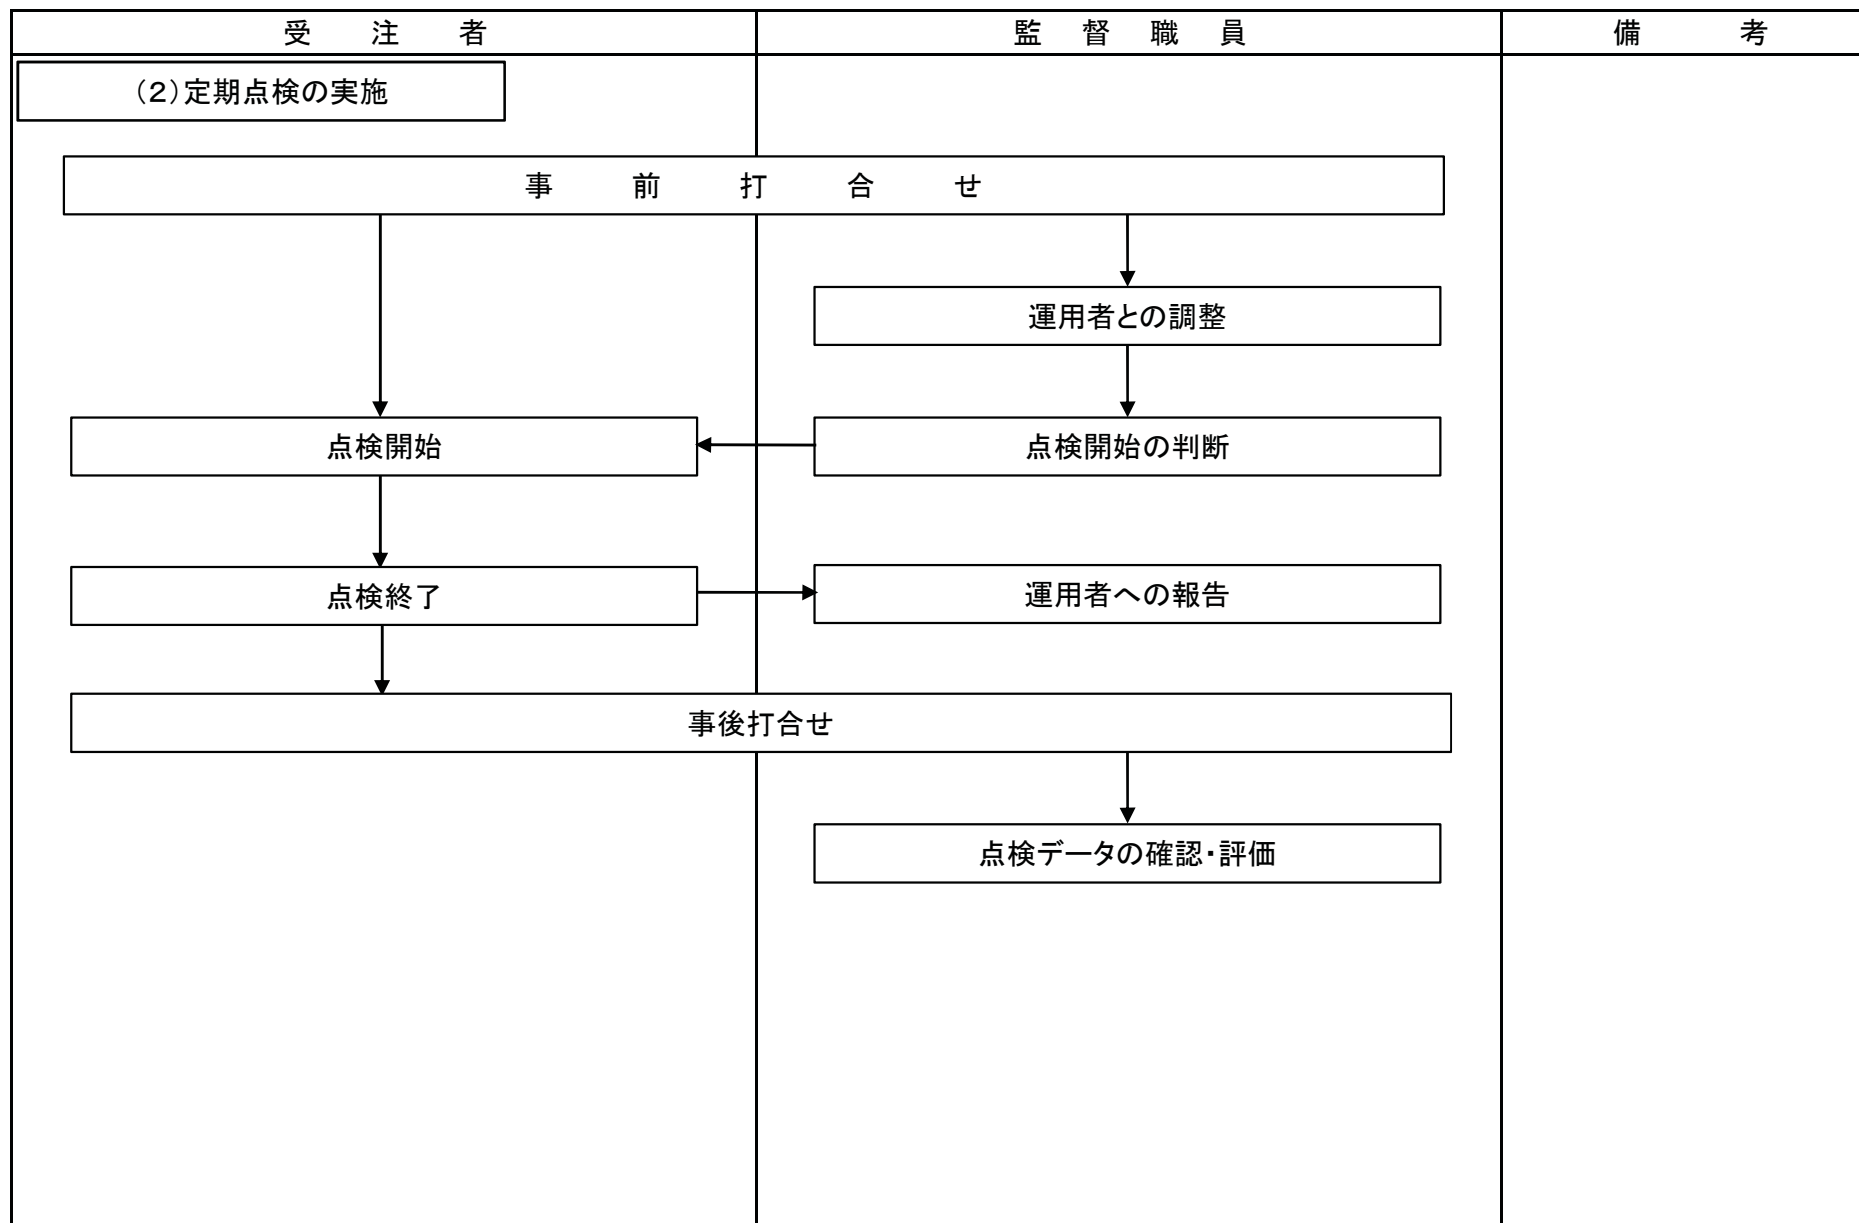 受注者 監督職員 備考
(2)定期点検の実施
事前打合せ
運用者との調整
点検開始 点検開始の判断
点検終了 運用者への報告
事後打合せ
点検データの確認・評価